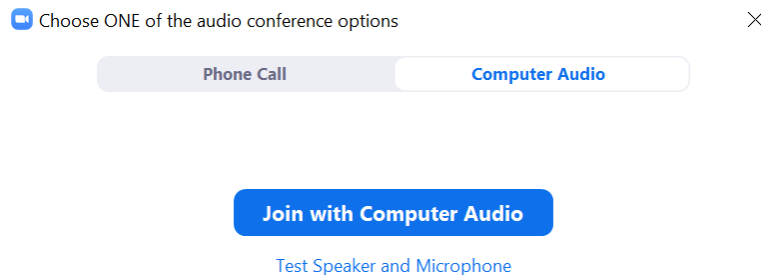 Choose ONE of the audio conference options
Phone Call Computer Audio
Join with Computer Audio
Test Speaker and Microphone